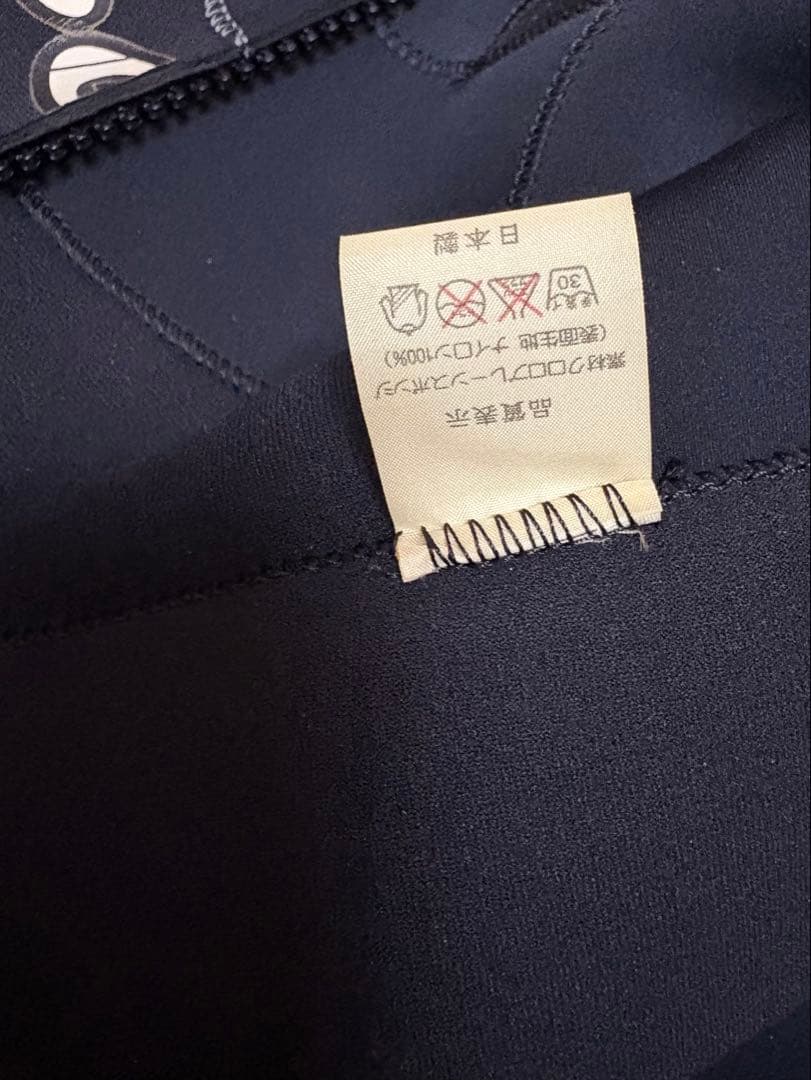 品質表示
素材クロロプレーンスポンジ
(表面生地 ナイロン100%)
30
日本製